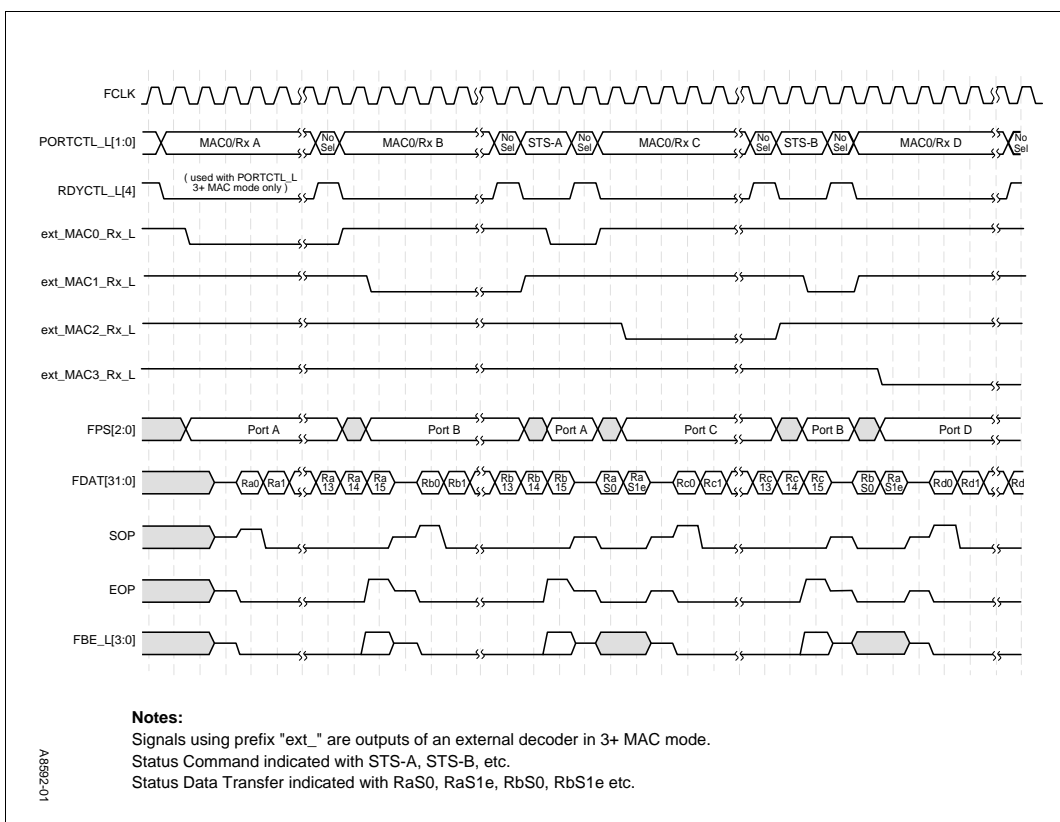 FCLK
PORTCTL_L[1:0] MAC0/Rx A No Sel MAC0/Rx B No Sel STS-A No Sel MAC0/Rx C No Sel STS-B No Sel MAC0/Rx D No Sel
RDYCTL_L[4] ( used with PORTCTL_L 3+ MAC mode only )
ext_MAC0_Rx_L
ext_MAC1_Rx_L
ext_MAC2_Rx_L
ext_MAC3_Rx_L
FPS[2:0] Port A Port B Port A Port C Port B Port D
FDAT[31:0] Ra0 Ra1 Ra 13 Ra 14 Ra 15 Rb0 Rb1 Rb 13 Rb 14 Rb 15 Ra S0 Ra S1e Rc0 Rc1 Rc 13 Rc 14 Rc 15 Rb S0 Ra S1e Rd0 Rd1 Rd
SOP
EOP
FBE_L[3:0]
Notes:
Signals using prefix "ext_" are outputs of an external decoder in 3+ MAC mode.
Status Command indicated with STS-A, STS-B, etc.
Status Data Transfer indicated with RaS0, RaS1e, RbS0, RbS1e etc.
A8592-01